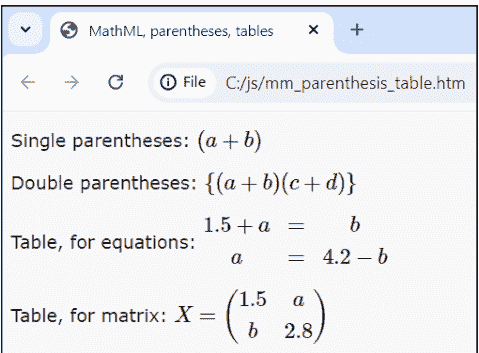 MathML, parentheses, tables
File C:/js/mm_parenthesis_table.htm
Single parentheses: (a + b)
Double parentheses: {(a + b)(c + d)}
1.5 + a = b
Table, for equations:
a = 4.2 − b
1.5 a
Table, for matrix: X = ( )
b 2.8